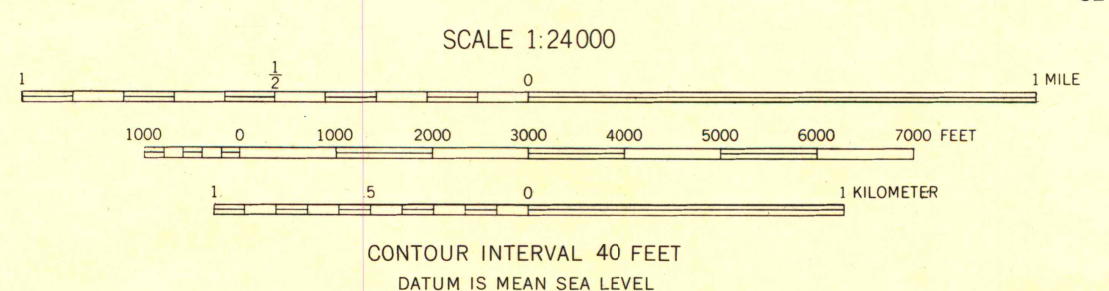 SCALE 1:24000
1 1/2 0 1 MILE
1000 0 1000 2000 3000 4000 5000 6000 7000 FEET
1 .5 0 1 KILOMETER
CONTOUR INTERVAL 40 FEET
DATUM IS MEAN SEA LEVEL